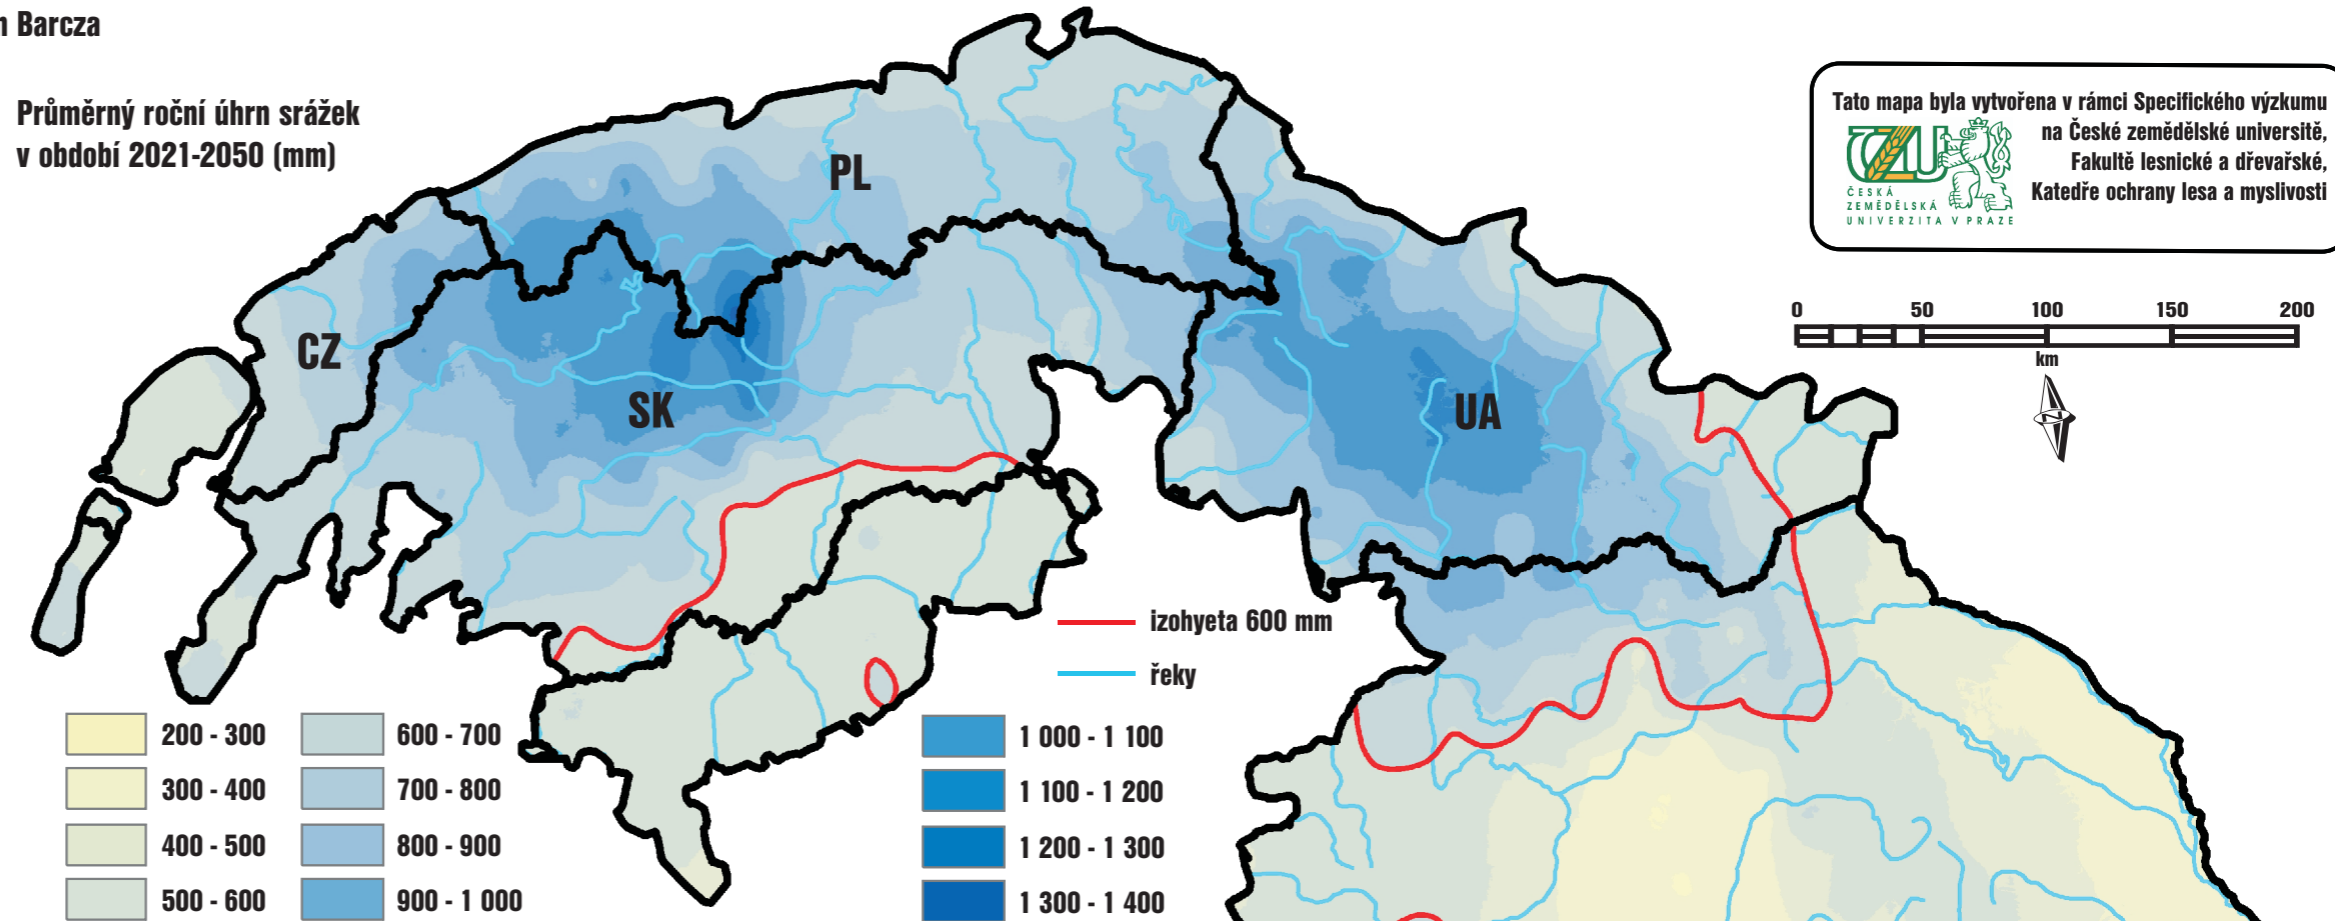 n Barcza
Průměrný roční úhrn srážek
v období 2021-2050 (mm)
Tato mapa byla vytvořena v rámci Specifického výzkumu
na České zemědělské universitě,
Fakultě lesnické a dřevařské,
Katedře ochrany lesa a myslivosti
ČZU
ČESKÁ
ZEMĚDĚLSKÁ
UNIVERZITA V PRAZE
0 50 100 150 200
km
N
PL
CZ
SK
UA
izohyeta 600 mm
řeky
200 - 300
300 - 400
400 - 500
500 - 600
600 - 700
700 - 800
800 - 900
900 - 1 000
1 000 - 1 100
1 100 - 1 200
1 200 - 1 300
1 300 - 1 400